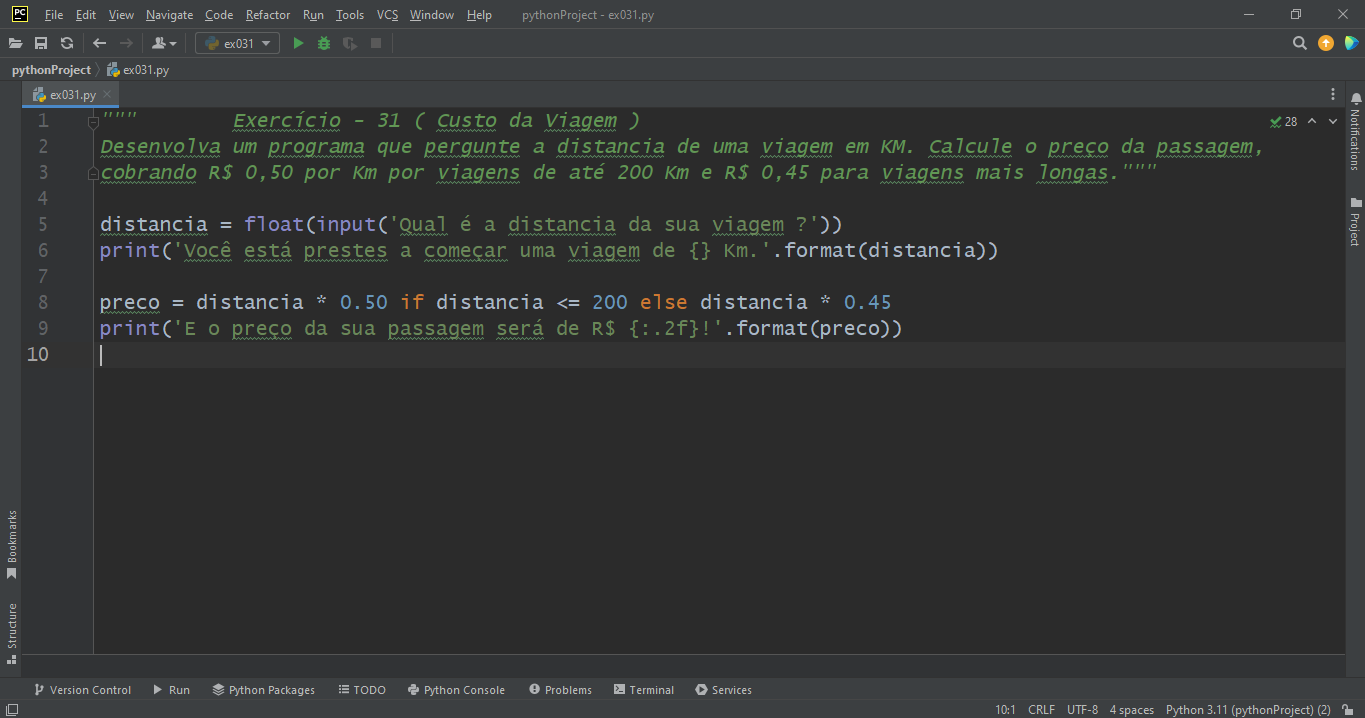 PC File Edit View Navigate Code Refactor Run Tools VCS Window Help pythonProject - ex031.py
ex031
pythonProject ex031.py
ex031.py
1 """ Exercício - 31 ( Custo da Viagem )
28
2 Desenvolva um programa que pergunte a distancia de uma viagem em KM. Calcule o preço da passagem,
3 cobrando R$ 0,50 por Km por viagens de até 200 Km e R$ 0,45 para viagens mais longas."""
4
5 distancia = float(input('Qual é a distancia da sua viagem ?'))
6 print('Você está prestes a começar uma viagem de {} Km.'.format(distancia))
7
8 preco = distancia * 0.50 if distancia <= 200 else distancia * 0.45
9 print('E o preço da sua passagem será de R$ {:.2f}!'.format(preco))
10
Notifications
Project
Bookmarks
Structure
Version Control Run Python Packages TODO Python Console Problems Terminal Services
10:1 CRLF UTF-8 4 spaces Python 3.11 (pythonProject) (2)